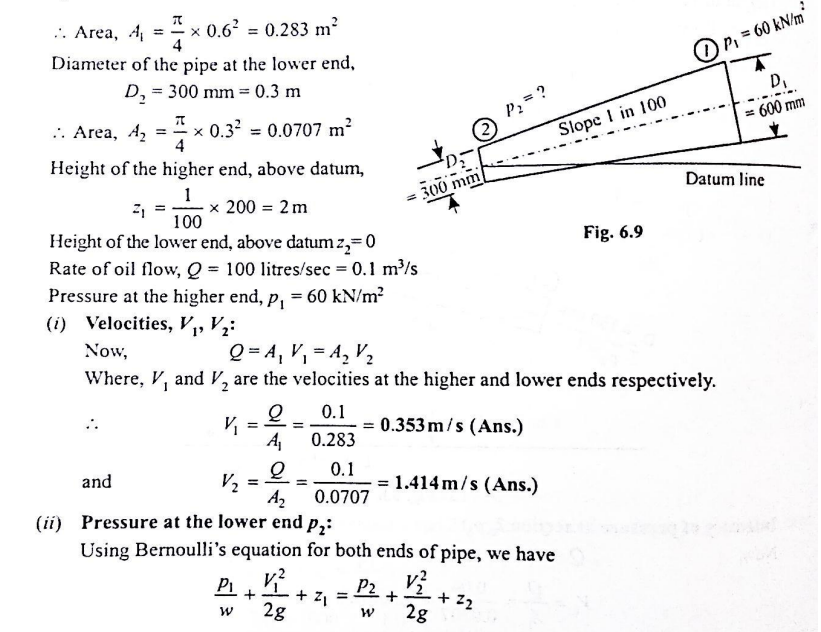 ∴ Area, A₁ = π/4 × 0.6² = 0.283 m²
Diameter of the pipe at the lower end,
D₂ = 300 mm = 0.3 m
∴ Area, A₂ = π/4 × 0.3² = 0.0707 m²
Height of the higher end, above datum,
z₁ = 1/100 × 200 = 2 m
Height of the lower end, above datum z₂ = 0
Rate of oil flow, Q = 100 litres/sec = 0.1 m³/s
Pressure at the higher end, p₁ = 60 kN/m²
① p₁ = 60 kN/m²
D₁
= 600 mm
Slope 1 in 100
p₂ = ?
②
D₂
= 300 mm
Datum line
Fig. 6.9
(i) Velocities, V₁, V₂:
Now, Q = A₁ V₁ = A₂ V₂
Where, V₁ and V₂ are the velocities at the higher and lower ends respectively.
∴ V₁ = Q/A₁ = 0.1/0.283 = 0.353 m/s (Ans.)
and V₂ = Q/A₂ = 0.1/0.0707 = 1.414 m/s (Ans.)
(ii) Pressure at the lower end p₂:
Using Bernoulli's equation for both ends of pipe, we have
p₁/w + V₁²/2g + z₁ = p₂/w + V₂²/2g + z₂